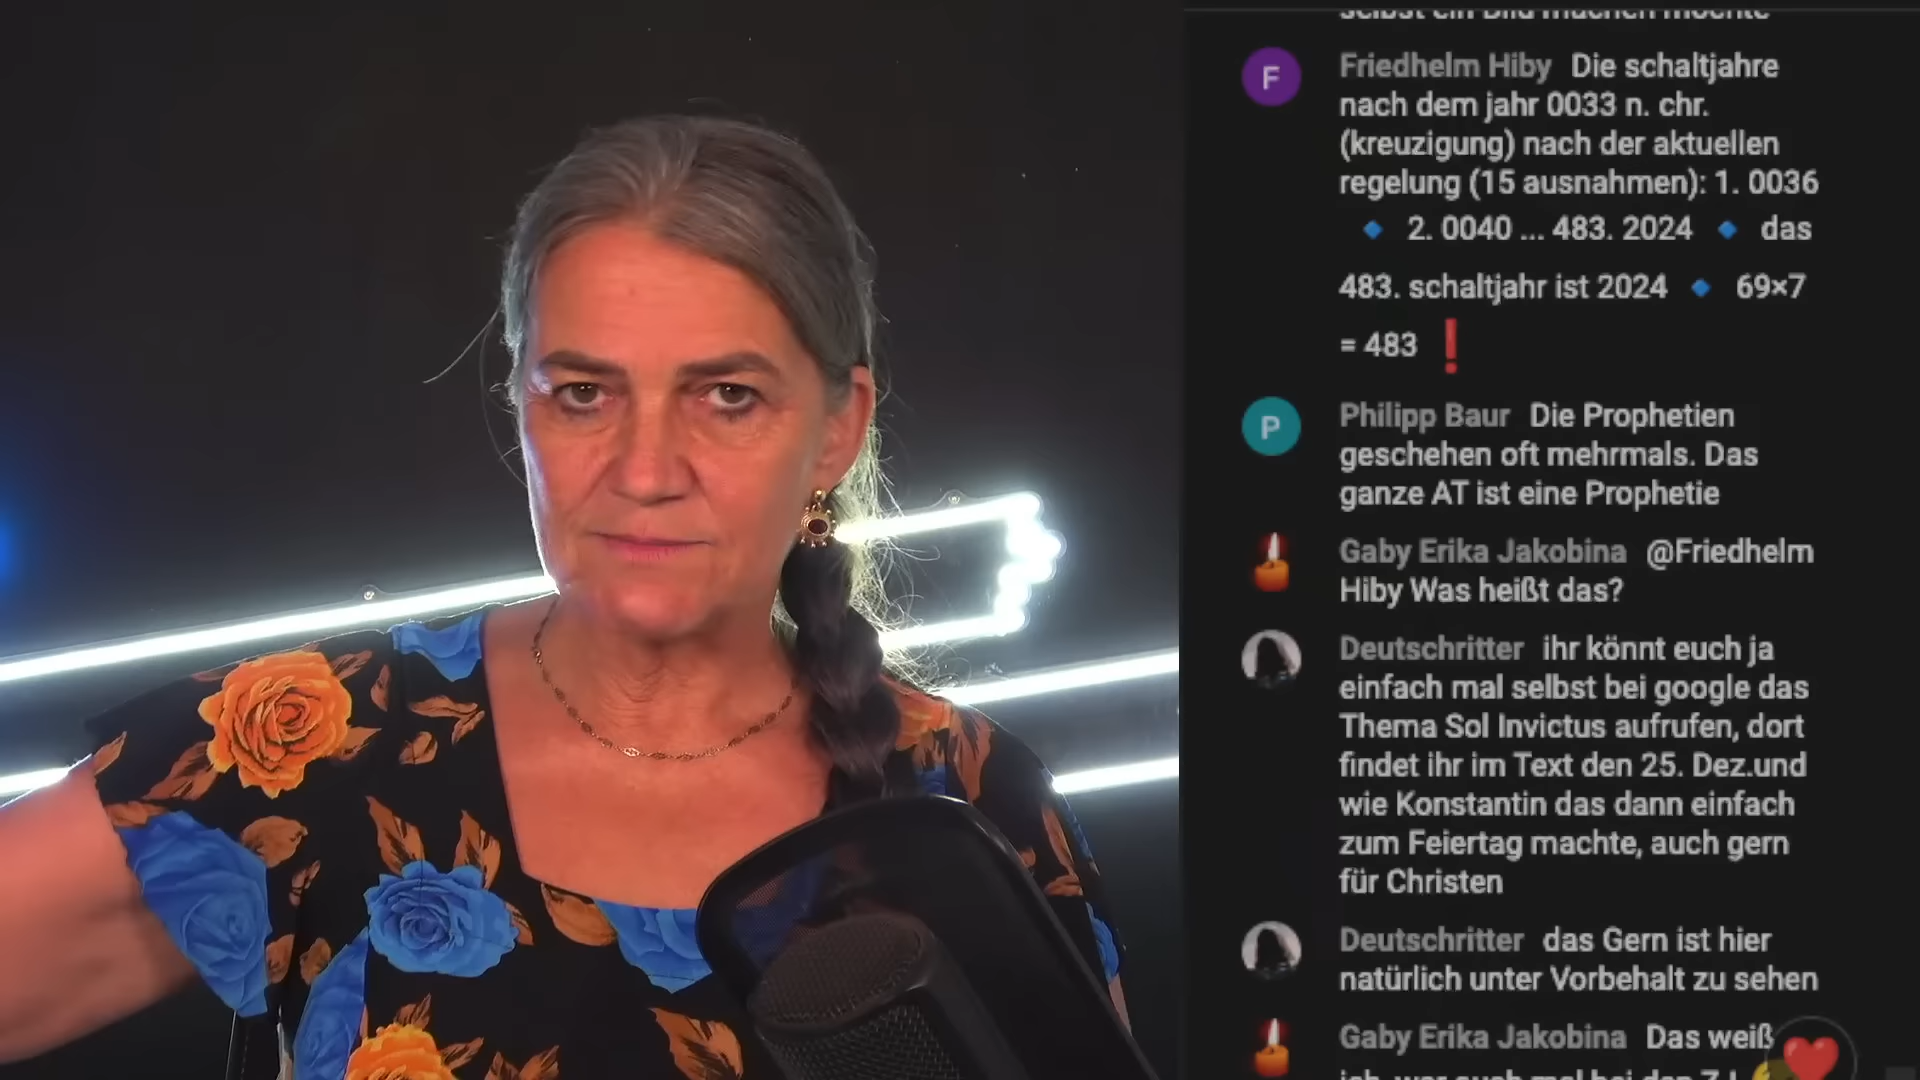 selbst ein Bild machen möchte
F
Friedhelm Hiby Die schaltjahre
nach dem jahr 0033 n. chr.
(kreuzigung) nach der aktuellen
regelung (15 ausnahmen): 1. 0036
🔹 2. 0040 ... 483. 2024 🔹 das
483. schaltjahr ist 2024 🔹 69×7
= 483 ❗
P
Philipp Baur Die Prophetien
geschehen oft mehrmals. Das
ganze AT ist eine Prophetie
Gaby Erika Jakobina @Friedhelm
Hiby Was heißt das?
Deutschritter ihr könnt euch ja
einfach mal selbst bei google das
Thema Sol Invictus aufrufen, dort
findet ihr im Text den 25. Dez.und
wie Konstantin das dann einfach
zum Feiertag machte, auch gern
für Christen
Deutschritter das Gern ist hier
natürlich unter Vorbehalt zu sehen
Gaby Erika Jakobina Das weiß